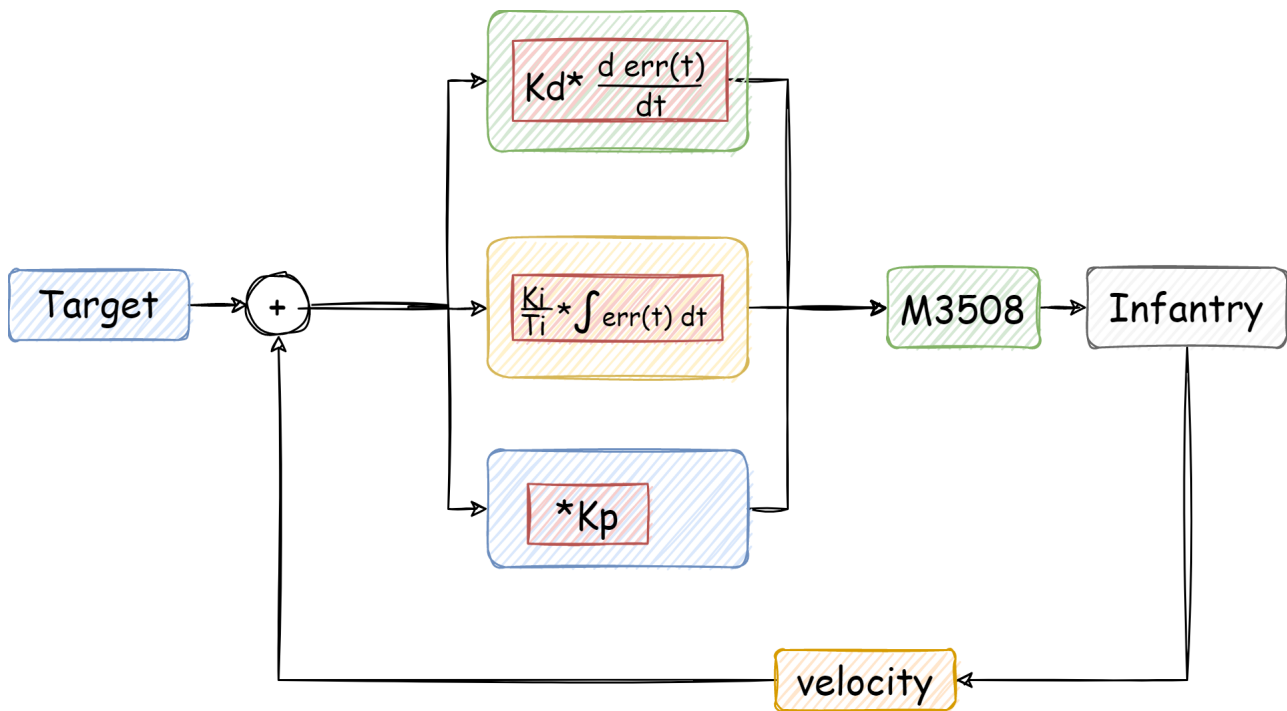 Kd* d err(t)
dt
Target
+
Ki
Ti * ∫ err(t) dt
M3508
Infantry
*Kp
velocity